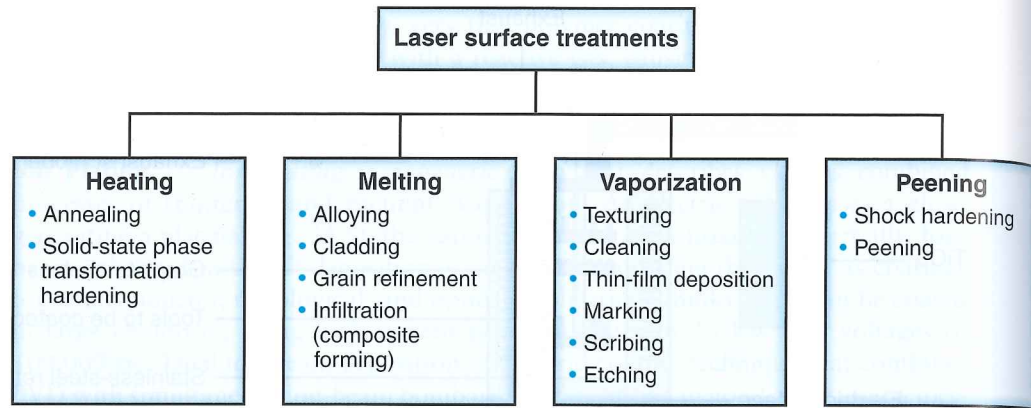 Laser surface treatments
Heating
• Annealing
• Solid-state phase
transformation
hardening
Melting
• Alloying
• Cladding
• Grain refinement
• Infiltration
(composite
forming)
Vaporization
• Texturing
• Cleaning
• Thin-film deposition
• Marking
• Scribing
• Etching
Peening
• Shock hardening
• Peening